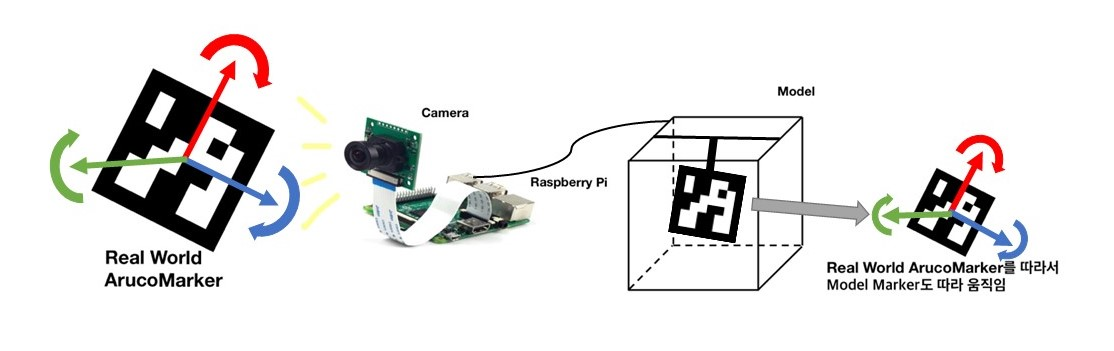 Real World
ArucoMarker
Camera
Raspberry Pi
Model
Real World ArucoMarker를 따라서
Model Marker도 따라 움직임